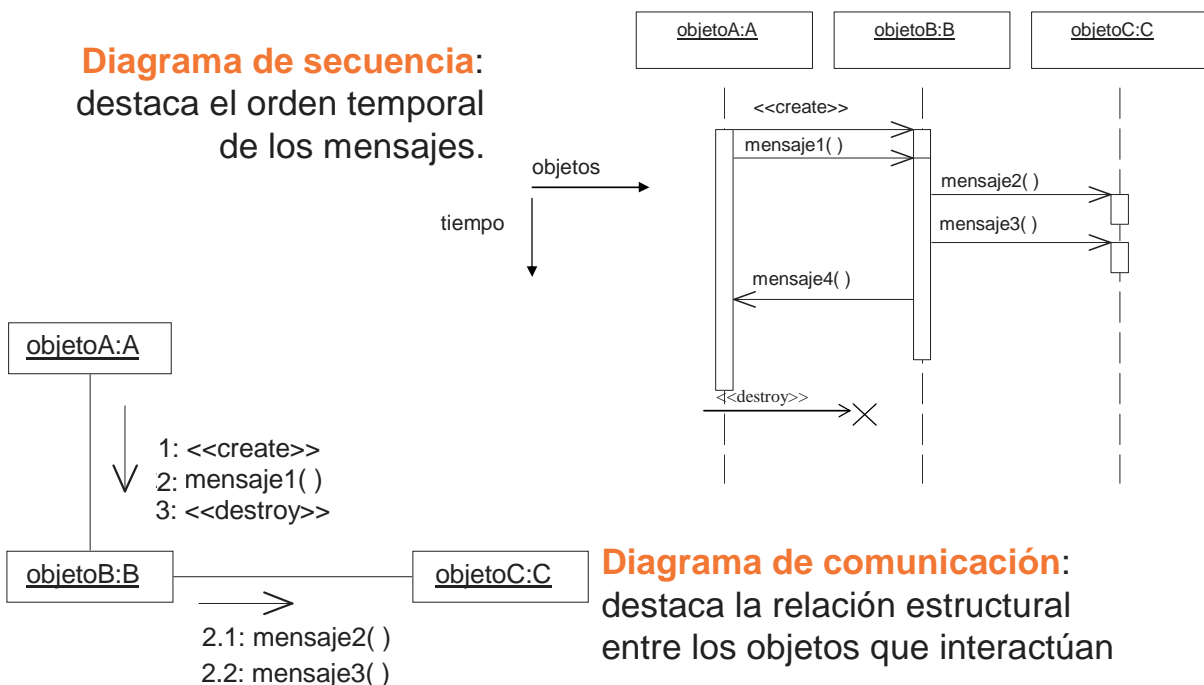 Diagrama de secuencia:
destaca el orden temporal
de los mensajes.
objetos
tiempo
objetoA:A
objetoB:B
objetoC:C
<<create>>
mensaje1( )
mensaje2( )
mensaje3( )
mensaje4( )
<<destroy>>
objetoA:A
1: <<create>>
2: mensaje1( )
3: <<destroy>>
objetoB:B
objetoC:C
2.1: mensaje2( )
2.2: mensaje3( )
Diagrama de comunicación:
destaca la relación estructural
entre los objetos que interactúan